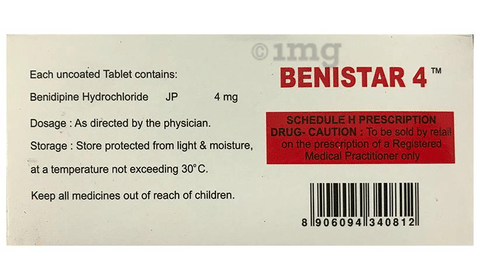 ©1mg
BENISTAR 4™
Each uncoated Tablet contains:
Benidipine Hydrochloride JP 4 mg
Dosage : As directed by the physician.
Storage : Store protected from light & moisture,
at a temperature not exceeding 30°C.
Keep all medicines out of reach of children.
SCHEDULE H PRESCRIPTION
DRUG- CAUTION : To be sold by retail
on the prescription of a Registered
Medical Practitioner only
8 906094 340812